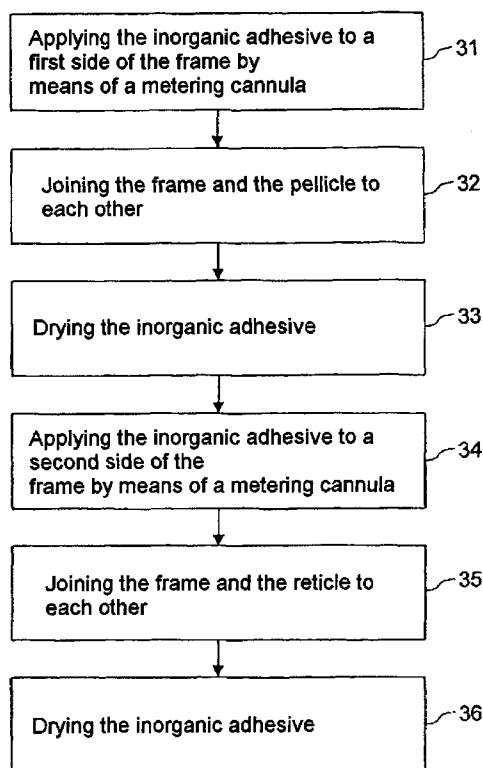 Applying the inorganic adhesive to a
first side of the frame by
means of a metering cannula
31
Joining the frame and the pellicle to
each other
32
Drying the inorganic adhesive
33
Applying the inorganic adhesive to a
second side of the
frame by means of a metering cannula
34
Joining the frame and the reticle to
each other
35
Drying the inorganic adhesive
36